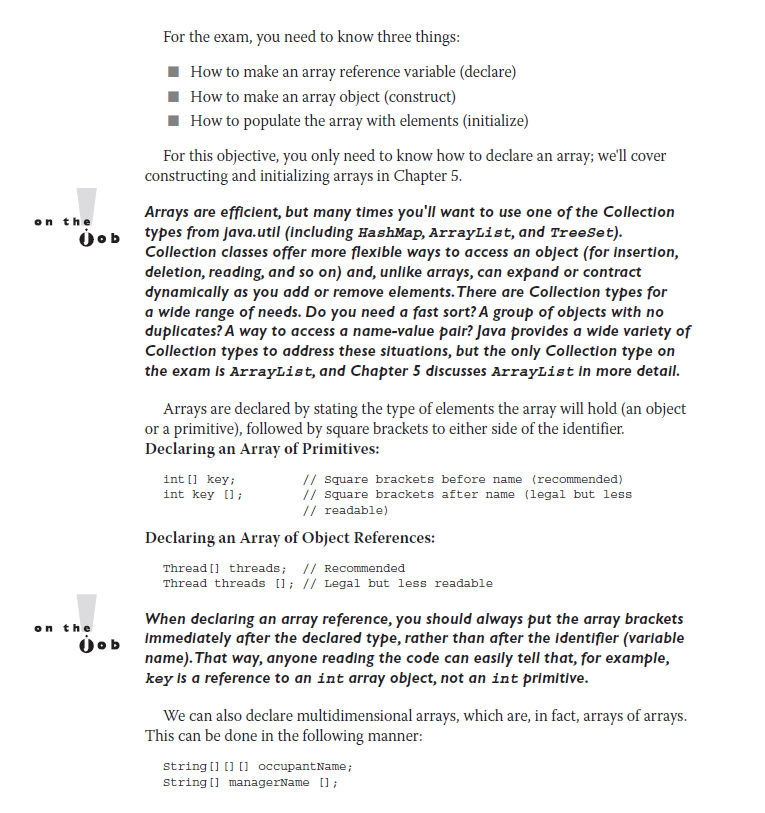 For the exam, you need to know three things:
■ How to make an array reference variable (declare)
■ How to make an array object (construct)
■ How to populate the array with elements (initialize)
For this objective, you only need to know how to declare an array; we'll cover
constructing and initializing arrays in Chapter 5.
on the
job
Arrays are efficient, but many times you'll want to use one of the Collection
types from java.util (including HashMap, ArrayList, and TreeSet).
Collection classes offer more flexible ways to access an object (for insertion,
deletion, reading, and so on) and, unlike arrays, can expand or contract
dynamically as you add or remove elements. There are Collection types for
a wide range of needs. Do you need a fast sort? A group of objects with no
duplicates? A way to access a name-value pair? Java provides a wide variety of
Collection types to address these situations, but the only Collection type on
the exam is ArrayList, and Chapter 5 discusses ArrayList in more detail.
Arrays are declared by stating the type of elements the array will hold (an object
or a primitive), followed by square brackets to either side of the identifier.
Declaring an Array of Primitives:
int[] key; // Square brackets before name (recommended)
int key []; // Square brackets after name (legal but less
// readable)
Declaring an Array of Object References:
Thread[] threads; // Recommended
Thread threads []; // Legal but less readable
on the
job
When declaring an array reference, you should always put the array brackets
immediately after the declared type, rather than after the identifier (variable
name). That way, anyone reading the code can easily tell that, for example,
key is a reference to an int array object, not an int primitive.
We can also declare multidimensional arrays, which are, in fact, arrays of arrays.
This can be done in the following manner:
String[][][] occupantName;
String[] managerName [];